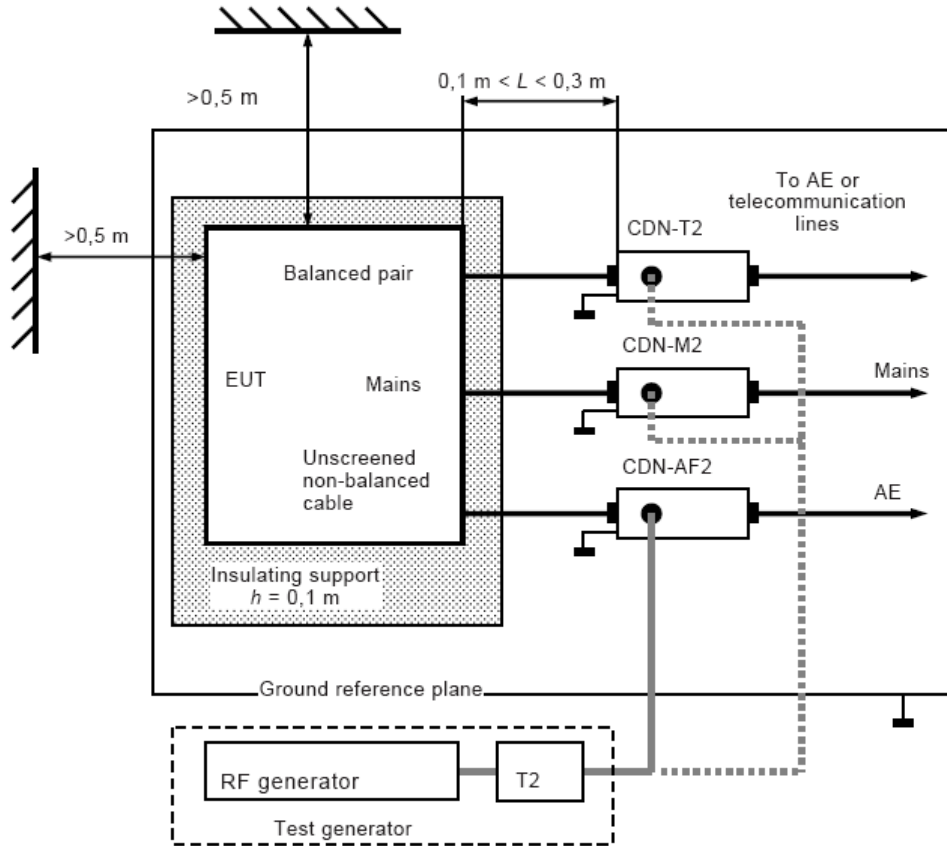 0,1 m < L < 0,3 m
>0,5 m
To AE or
telecommunication
lines
CDN-T2
>0,5 m
Balanced pair
CDN-M2
EUT
Mains
Mains
Unscreened
non-balanced
cable
CDN-AF2
AE
Insulating support
h = 0,1 m
Ground reference plane
RF generator
T2
Test generator